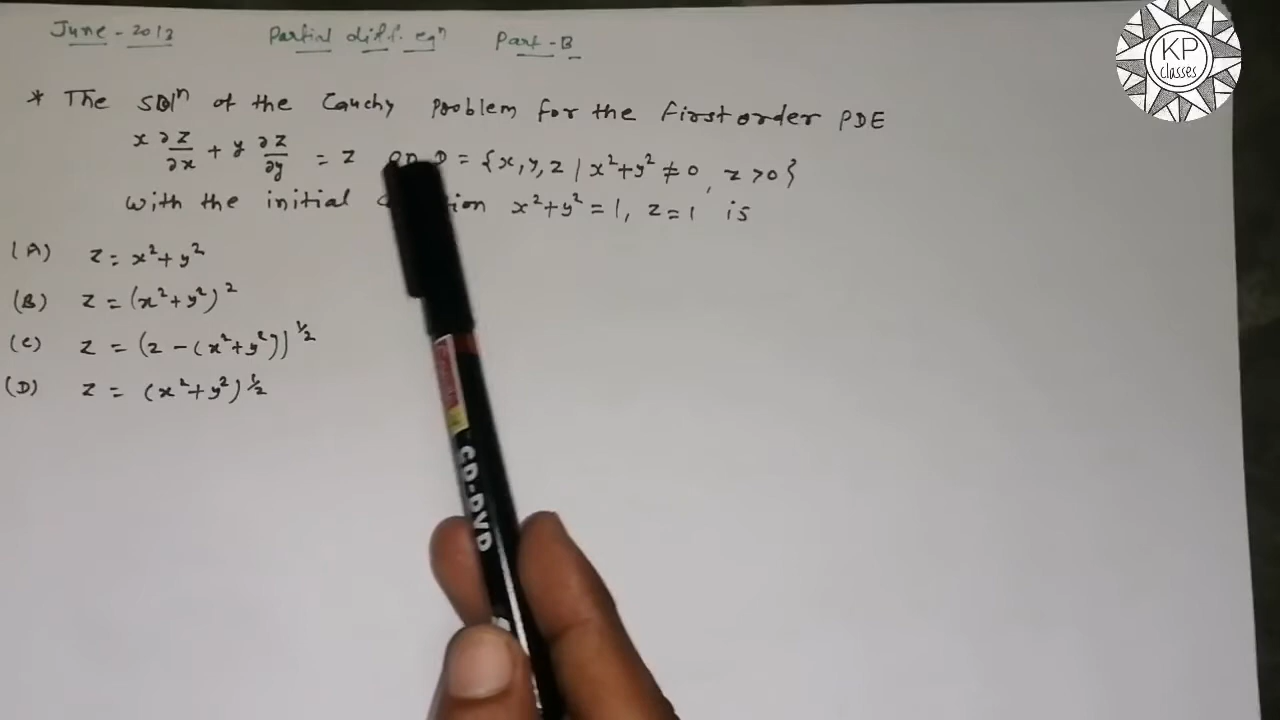 June - 2013 Partial diff. eqn Part - B
KP classes
* The Solⁿ of the Cauchy Problem for the First order PDE
x ∂z/∂x + y ∂z/∂y = z on D = {x, y, z | x² + y² ≠ 0, z > 0}
with the initial x² + y² = 1, z = 1 is
(A) z = x² + y²
(B) z = (x² + y²)²
(C) z = (2 - (x² + y²))^1/2
(D) z = (x² + y²)^1/2
CD-DVD